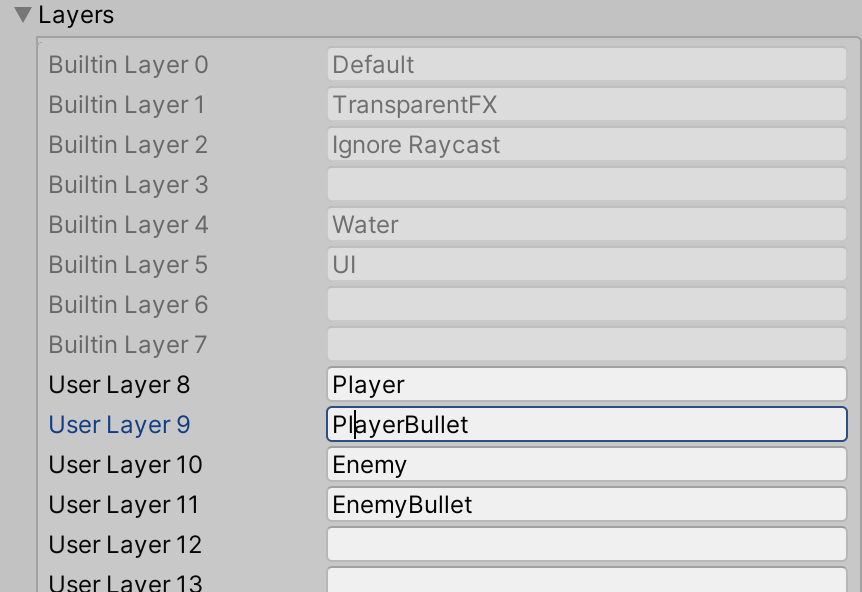 Layers
Builtin Layer 0 Default
Builtin Layer 1 TransparentFX
Builtin Layer 2 Ignore Raycast
Builtin Layer 3
Builtin Layer 4 Water
Builtin Layer 5 UI
Builtin Layer 6
Builtin Layer 7
User Layer 8 Player
User Layer 9 PlayerBullet
User Layer 10 Enemy
User Layer 11 EnemyBullet
User Layer 12
User Layer 13